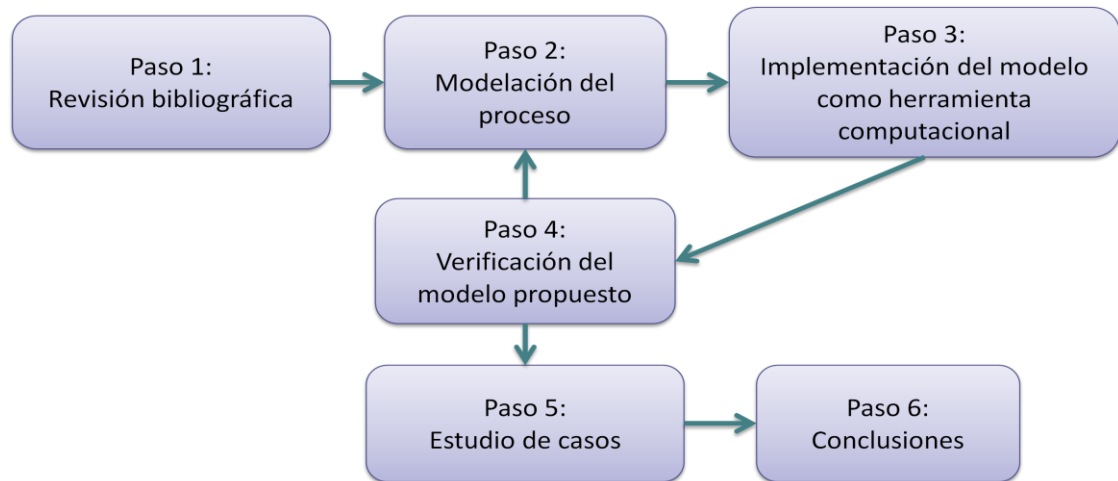 Paso 1:
Revisión bibliográfica
Paso 2:
Modelación del
proceso
Paso 3:
Implementación del modelo
como herramienta
computacional
Paso 4:
Verificación del
modelo propuesto
Paso 5:
Estudio de casos
Paso 6:
Conclusiones